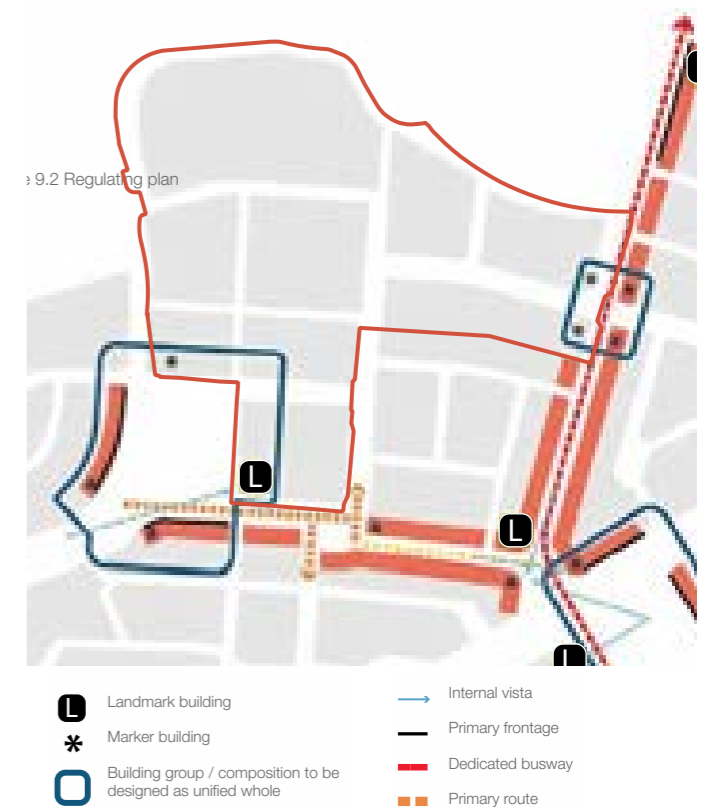 e 9.2 Regulating plan
L
L
L
L
L Landmark building
* Marker building
Building group / composition to be
designed as unified whole
Internal vista
Primary frontage
Dedicated busway
Primary route